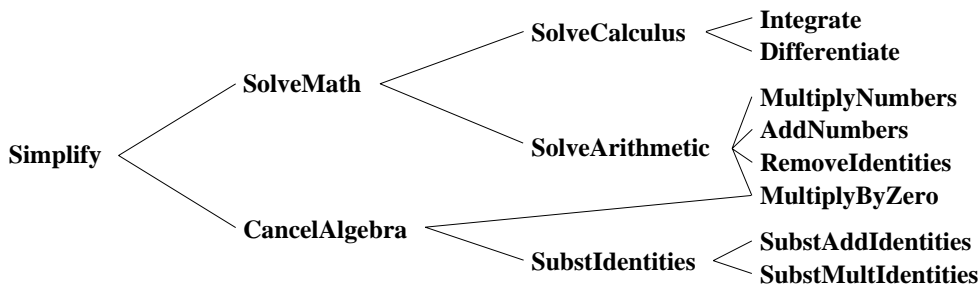 Simplify
SolveMath
CancelAlgebra
SolveCalculus
SolveArithmetic
SubstIdentities
Integrate
Differentiate
MultiplyNumbers
AddNumbers
RemoveIdentities
MultiplyByZero
SubstAddIdentities
SubstMultIdentities